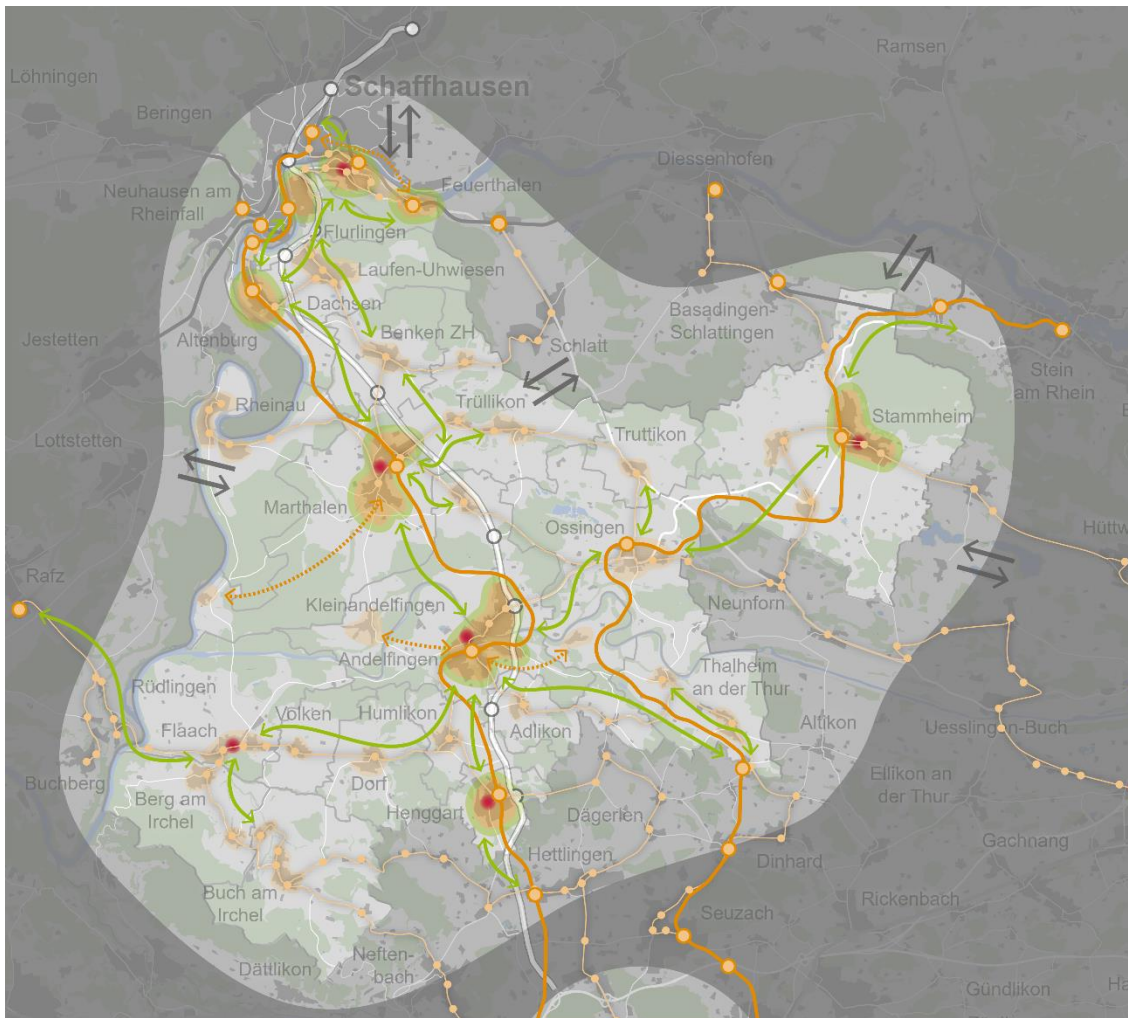 Ramsen
Löhningen
Schaffhausen
Beringen
Diessenhofen
Neuhausen am
Rheinfall
Feuerthalen
Flurlingen
Laufen-Uhwiesen
Dachsen
Basadingen-
Schlattingen
Altenburg
Benken ZH
Jestetten
Schlatt
Stein
am Rhein
Rheinau
Trüllikon
Stammheim
Lottstetten
Truttikon
Marthalen
Ossingen
Hüttw
Rafz
Kleinandelfingen
Neunforn
Andelfingen
Thalheim
an der Thur
Rüdlingen
Volken
Humlikon
Flaach
Adlikon
Altikon
Uesslingen-Buch
Buchberg
Dorf
Ellikon an
der Thur
Berg am
Irchel
Henggart
Dägerlen
Gachnang
Hettlingen
Dinhard
Buch am
Irchel
Rickenbach
Seuzach
Neften-
bach
Dättlikon
Gündlikon
Ha